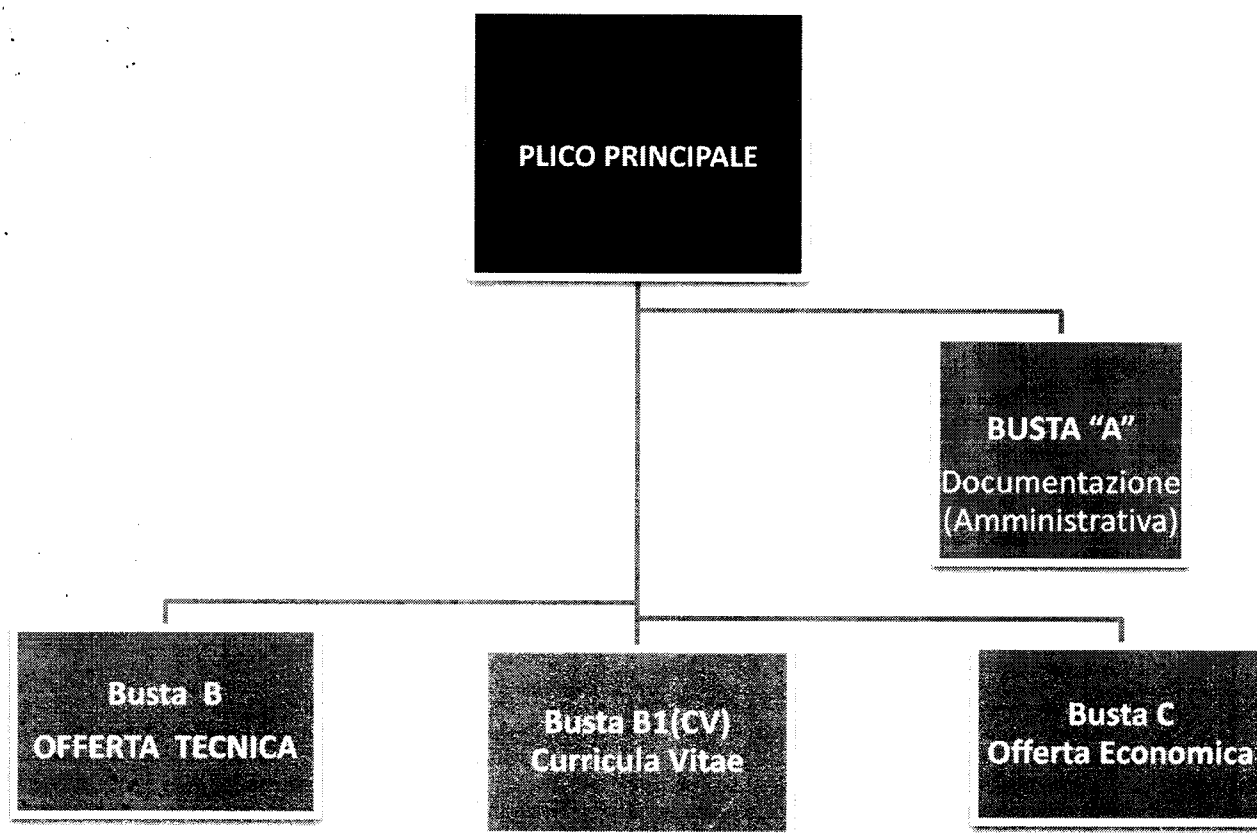 PLICO PRINCIPALE
BUSTA “A”
Documentazione
(Amministrativa)
Busta B
OFFERTA TECNICA
Busta B1(CV)
Curricula Vitae
Busta C
Offerta Economica